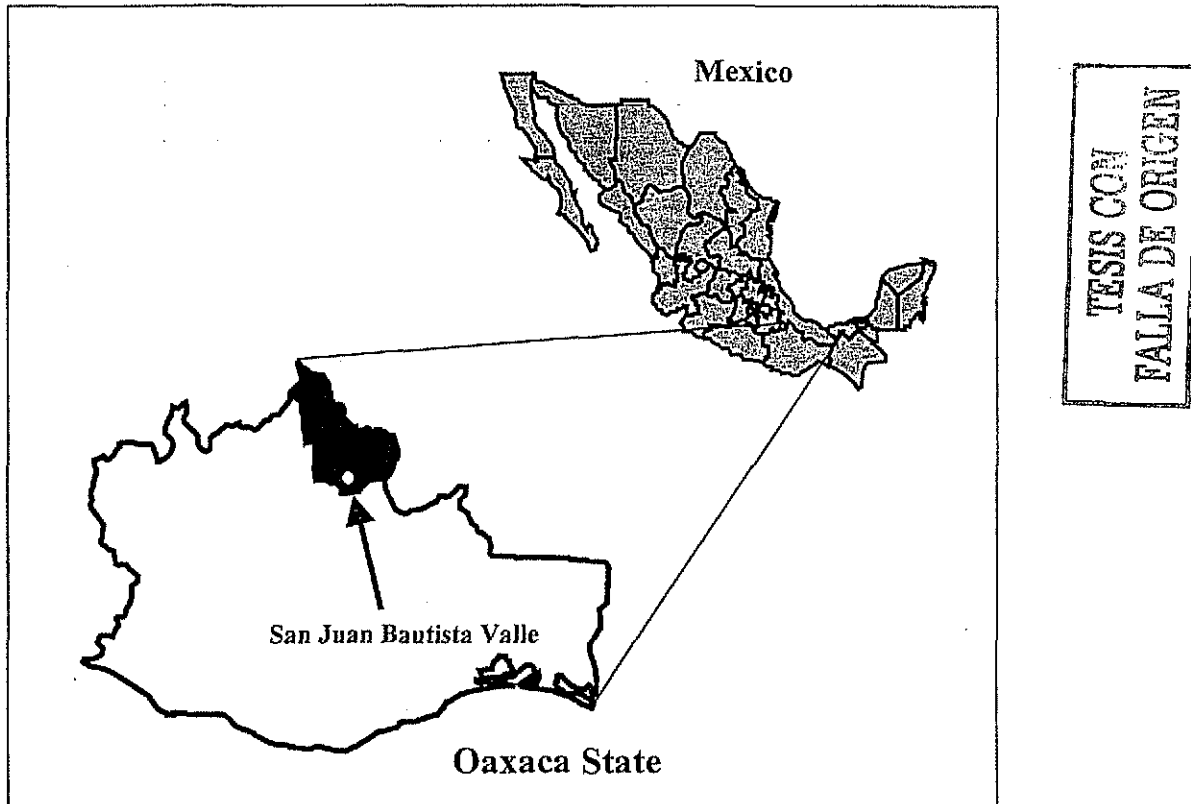 Mexico
San Juan Bautista Valle
Oaxaca State
TESIS CON
FALLA DE ORIGEN